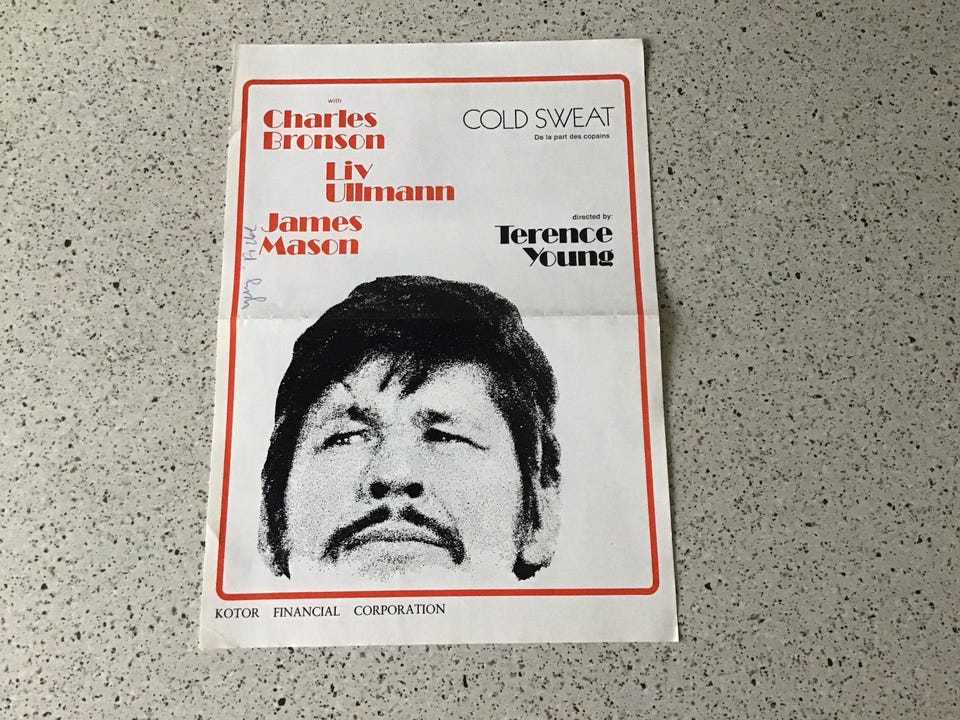 with
Charles
Bronson
Liv
Ullmann
James
Mason
COLD SWEAT
De la part des copains
directed by:
Terence
Young
KOTOR FINANCIAL CORPORATION